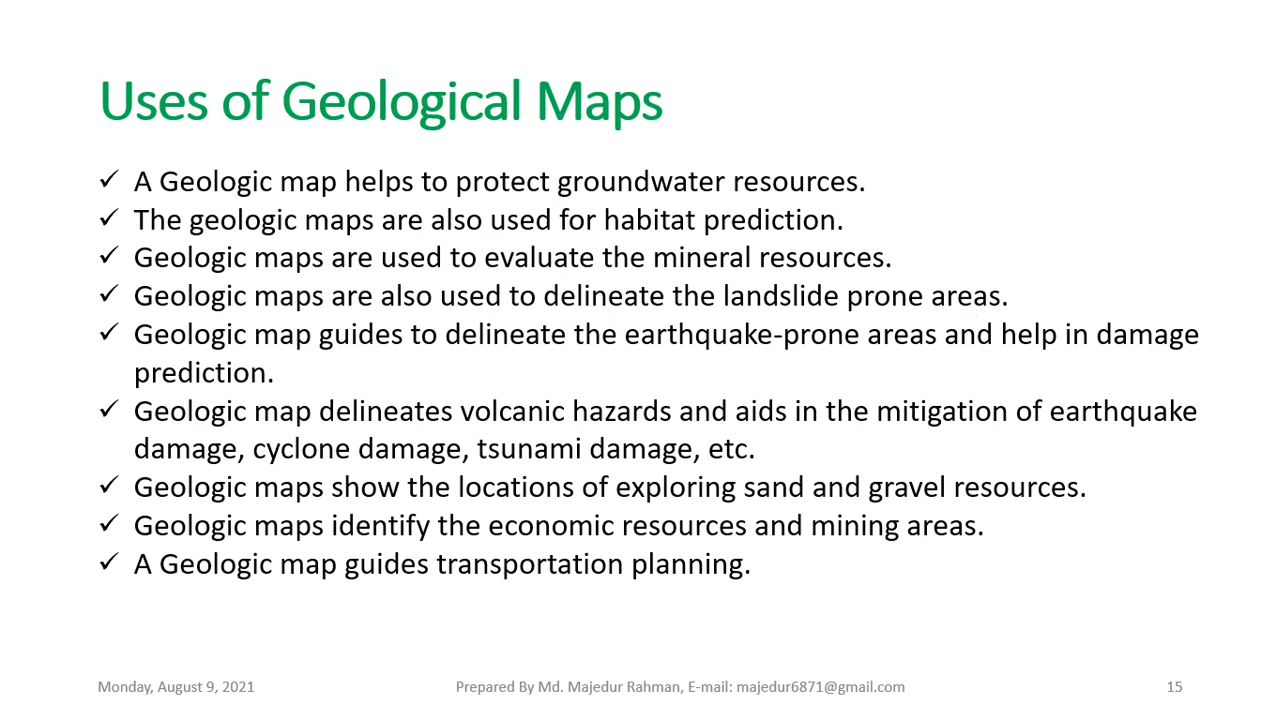 Uses of Geological Maps
✓ A Geologic map helps to protect groundwater resources.
✓ The geologic maps are also used for habitat prediction.
✓ Geologic maps are used to evaluate the mineral resources.
✓ Geologic maps are also used to delineate the landslide prone areas.
✓ Geologic map guides to delineate the earthquake-prone areas and help in damage
prediction.
✓ Geologic map delineates volcanic hazards and aids in the mitigation of earthquake
damage, cyclone damage, tsunami damage, etc.
✓ Geologic maps show the locations of exploring sand and gravel resources.
✓ Geologic maps identify the economic resources and mining areas.
✓ A Geologic map guides transportation planning.
Monday, August 9, 2021 Prepared By Md. Majedur Rahman, E-mail: majedur6871@gmail.com 15